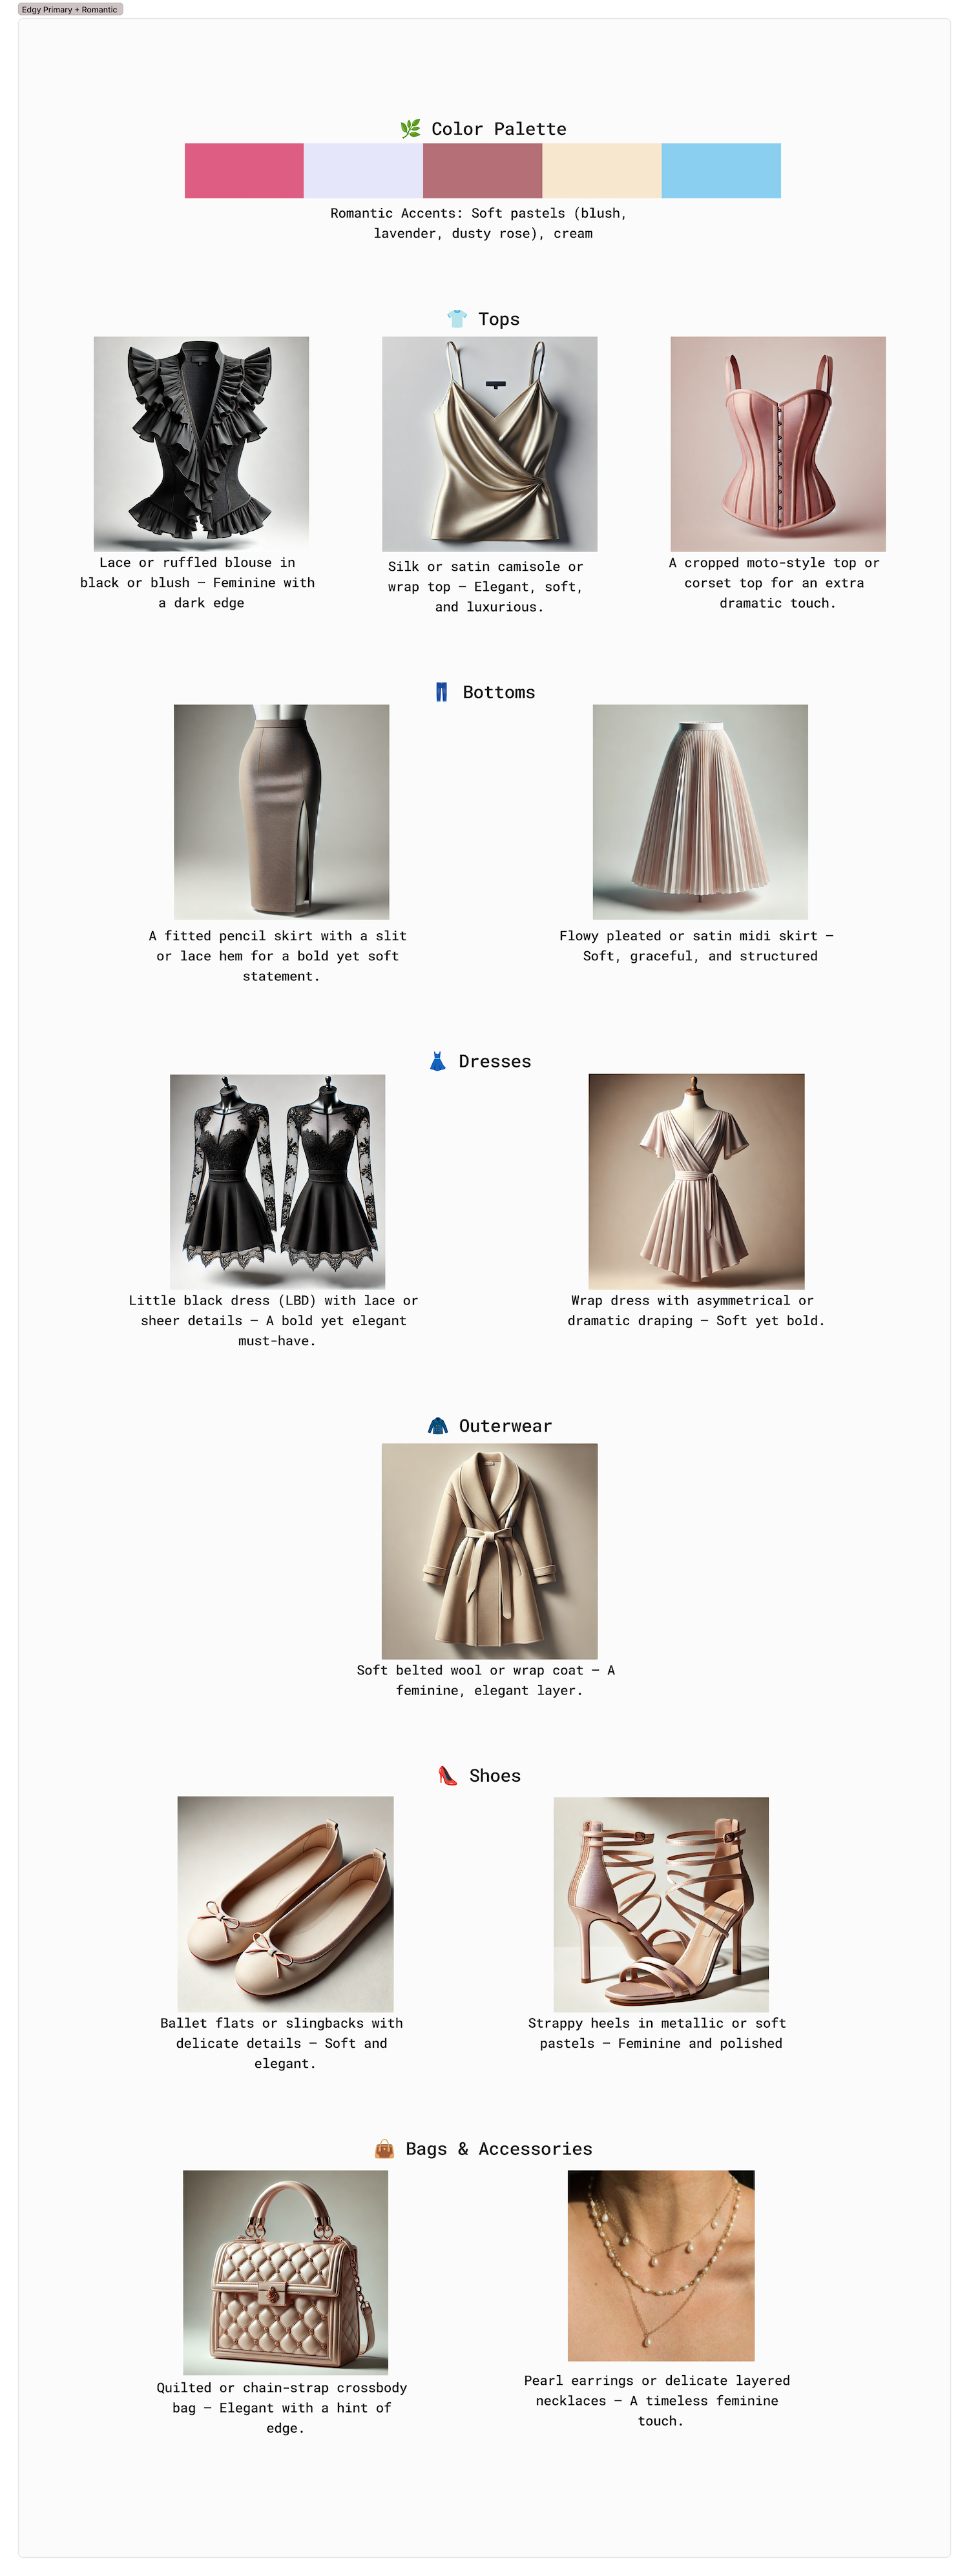 Edgy Primary + Romantic
🌿 Color Palette
Romantic Accents: Soft pastels (blush,
lavender, dusty rose), cream
👕 Tops
Lace or ruffled blouse in
black or blush – Feminine with
a dark edge
Silk or satin camisole or
wrap top – Elegant, soft,
and luxurious.
A cropped moto-style top or
corset top for an extra
dramatic touch.
👖 Bottoms
A fitted pencil skirt with a slit
or lace hem for a bold yet soft
statement.
Flowy pleated or satin midi skirt –
Soft, graceful, and structured
👗 Dresses
Little black dress (LBD) with lace or
sheer details – A bold yet elegant
must-have.
Wrap dress with asymmetrical or
dramatic draping – Soft yet bold.
🧥 Outerwear
Soft belted wool or wrap coat – A
feminine, elegant layer.
👠 Shoes
Ballet flats or slingbacks with
delicate details – Soft and
elegant.
Strappy heels in metallic or soft
pastels – Feminine and polished
👜 Bags & Accessories
Quilted or chain-strap crossbody
bag – Elegant with a hint of
edge.
Pearl earrings or delicate layered
necklaces – A timeless feminine
touch.